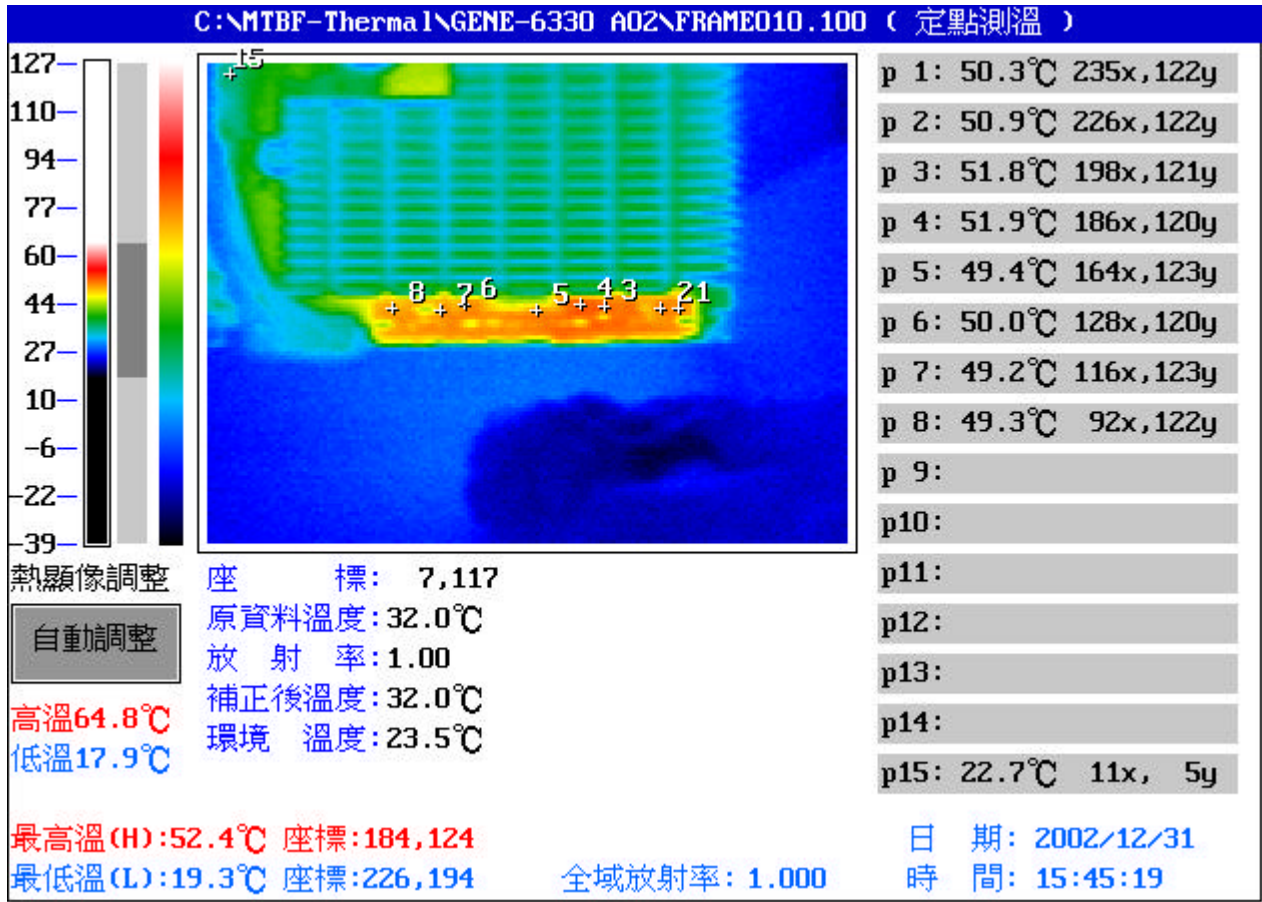 C:\MTBF-Thermal\GENE-6330 A02\FRAME010.100 ( 定點測溫 )
127
110
94
77
60
44
27
10
-6
-22
-39
15
8 7 6 5 4 3 2 1
p 1: 50.3℃ 235x,122y
p 2: 50.9℃ 226x,122y
p 3: 51.8℃ 198x,121y
p 4: 51.9℃ 186x,120y
p 5: 49.4℃ 164x,123y
p 6: 50.0℃ 128x,120y
p 7: 49.2℃ 116x,123y
p 8: 49.3℃ 92x,122y
p 9:
p10:
p11:
p12:
p13:
p14:
p15: 22.7℃ 11x, 5y
熱顯像調整
自動調整
高溫64.8℃
低溫17.9℃
座 標: 7,117
原資料溫度:32.0℃
放 射 率:1.00
補正後溫度:32.0℃
環境 溫度:23.5℃
最高溫(H):52.4℃ 座標:184,124
最低溫(L):19.3℃ 座標:226,194 全域放射率: 1.000
日 期: 2002/12/31
時 間: 15:45:19